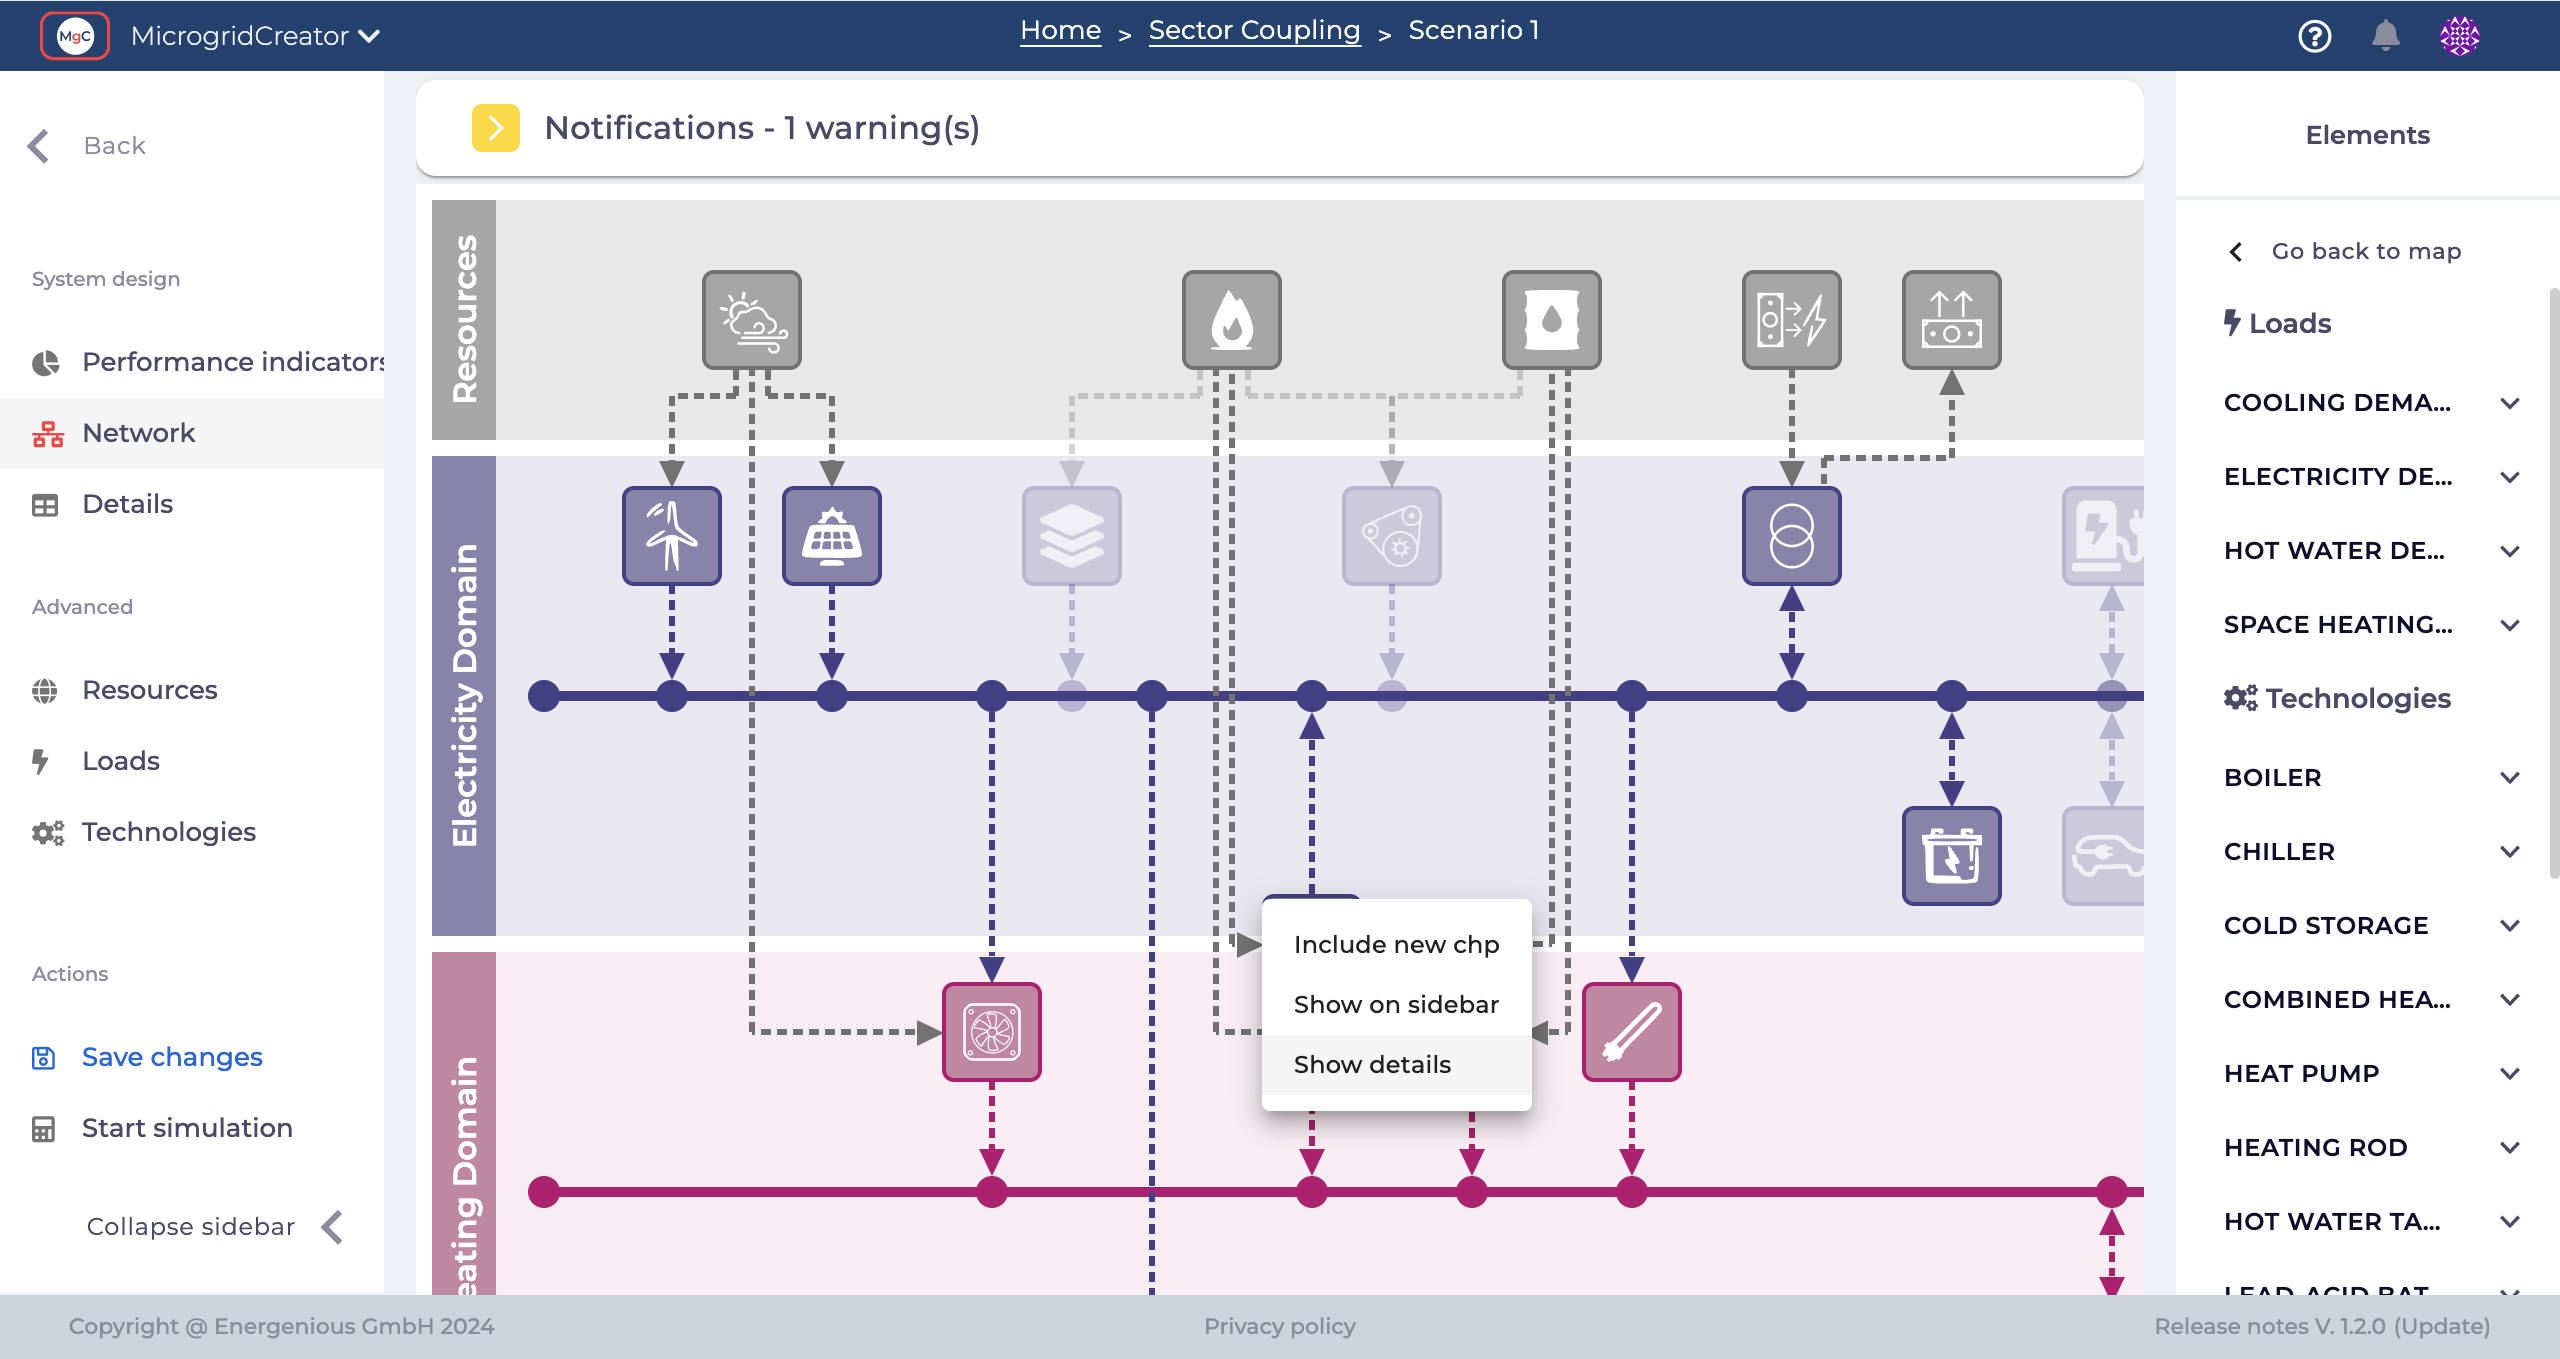 MgC MicrogridCreator
Home > Sector Coupling > Scenario 1
Back
System design
Performance indicators
Network
Details
Advanced
Resources
Loads
Technologies
Actions
Save changes
Start simulation
Collapse sidebar
Notifications - 1 warning(s)
Resources
Electricity Domain
eating Domain
Include new chp
Show on sidebar
Show details
Elements
Go back to map
Loads
COOLING DEMA...
ELECTRICITY DE...
HOT WATER DE...
SPACE HEATING...
Technologies
BOILER
CHILLER
COLD STORAGE
COMBINED HEA...
HEAT PUMP
HEATING ROD
HOT WATER TA...
LEAD-ACID BAT...
Copyright @ Energenious GmbH 2024
Privacy policy
Release notes V. 1.2.0 (Update)